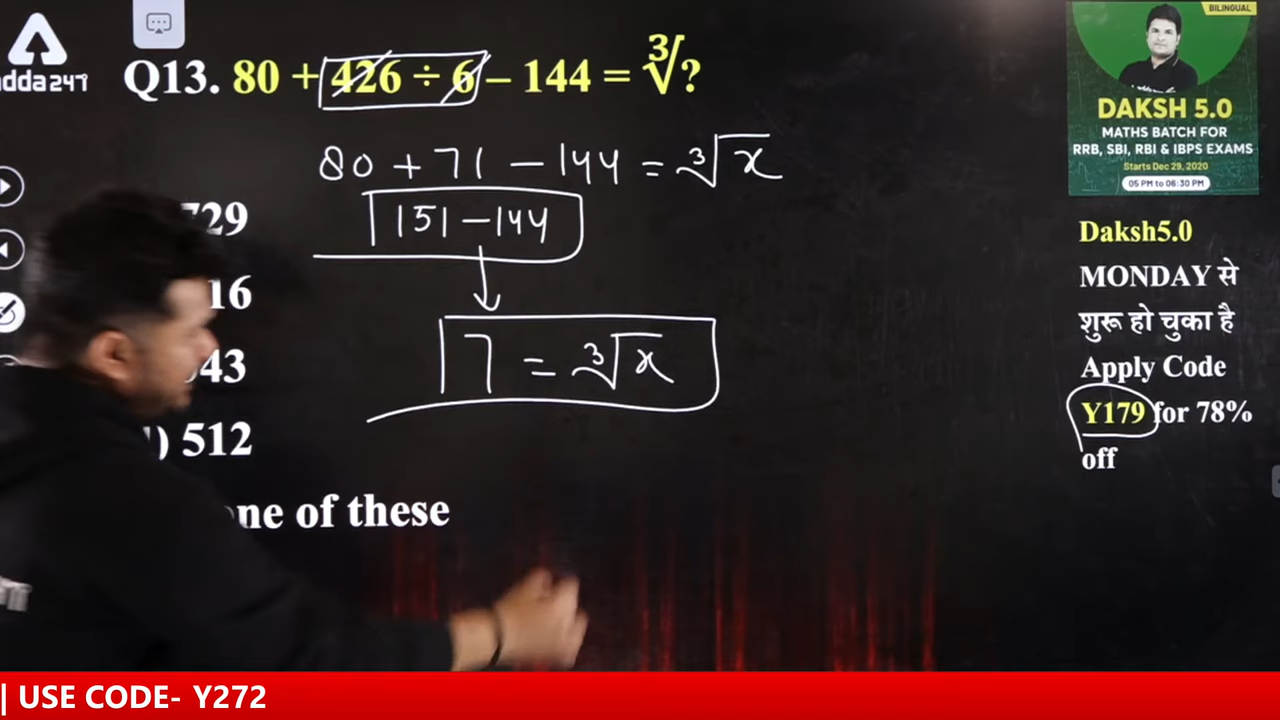 adda247
Q13. 80 + 426 ÷ 6 – 144 = ∛?
80 + 71 – 144 = ∛x
151 – 144
7 = ∛x
729
16
43
) 512
one of these
BILINGUAL
DAKSH 5.0
MATHS BATCH FOR
RRB, SBI, RBI & IBPS EXAMS
Starts Dec 29, 2020
05 PM to 06:30 PM
Daksh5.0
MONDAY से
शुरू हो चुका है
Apply Code
Y179 for 78%
off
| USE CODE- Y272